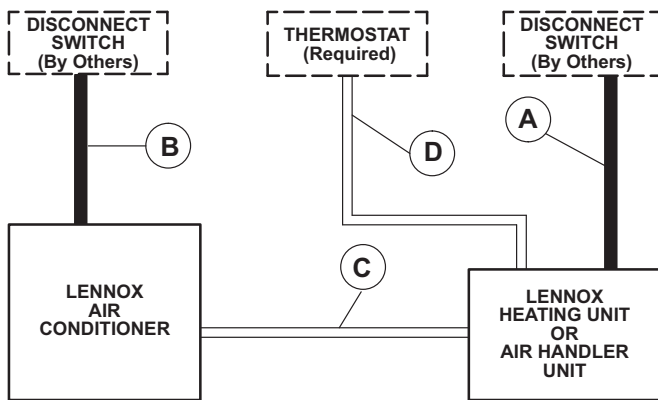 DISCONNECT
SWITCH
(By Others)
THERMOSTAT
(Required)
DISCONNECT
SWITCH
(By Others)
B
D
A
C
LENNOX
AIR
CONDITIONER
LENNOX
HEATING UNIT
OR
AIR HANDLER
UNIT